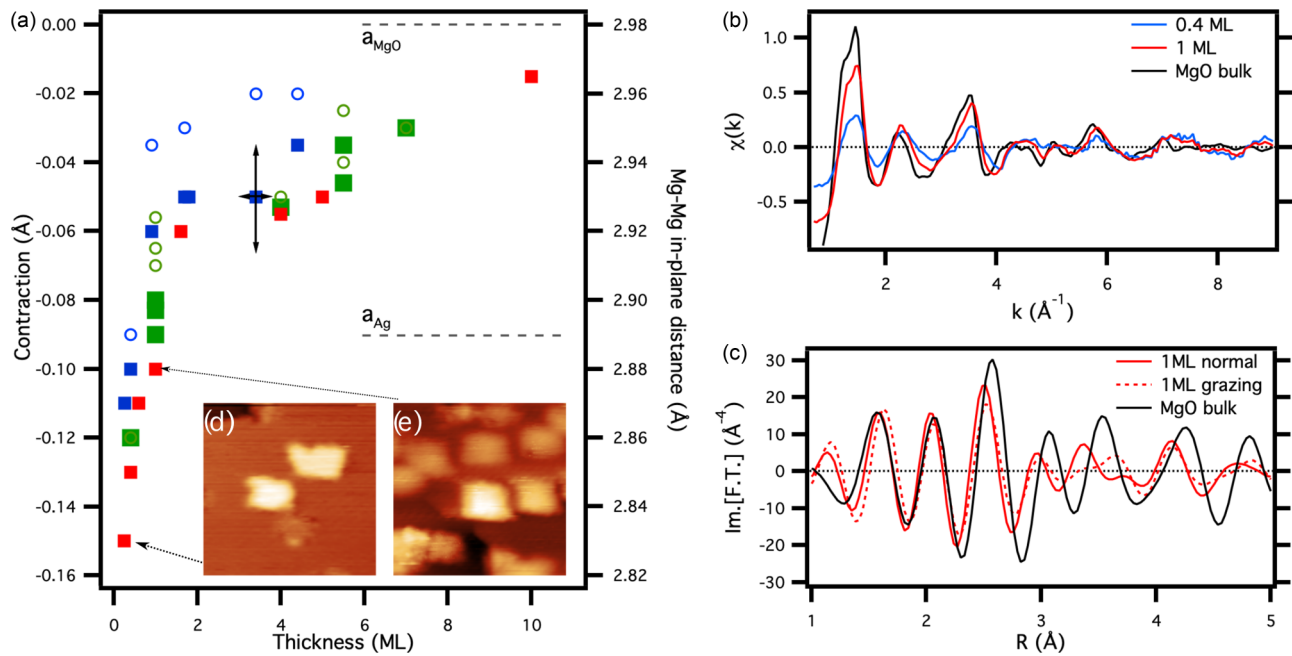 (a)
0.00
-0.02
-0.04
-0.06
-0.08
-0.10
-0.12
-0.14
-0.16
Contraction (Å)
0
2
4
6
8
10
Thickness (ML)
2.98
2.96
2.94
2.92
2.90
2.88
2.86
2.84
2.82
Mg-Mg in-plane distance (Å)
aMgO
aAg
(d)
(e)
(b)
0.4 ML
1 ML
MgO bulk
1.0
0.5
0.0
-0.5
χ(k)
2
4
6
8
k (Å⁻¹)
(c)
1ML normal
1ML grazing
MgO bulk
30
20
10
0
-10
-20
-30
Im.[F.T.] (Å⁻⁴)
1
2
3
4
5
R (Å)